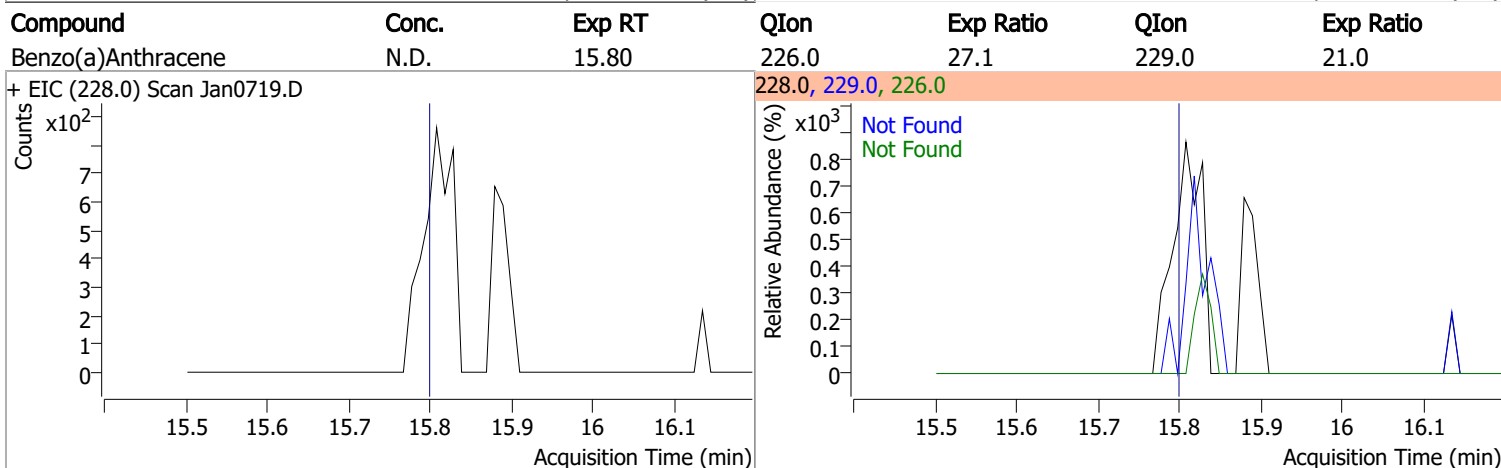 Compound Conc. Exp RT QIon Exp Ratio QIon Exp Ratio
Benzo(a)Anthracene N.D. 15.80 226.0 27.1 229.0 21.0
+ EIC (228.0) Scan Jan0719.D
Counts
x10²
7
6
5
4
3
2
1
0
15.5 15.6 15.7 15.8 15.9 16 16.1
Acquisition Time (min)
228.0, 229.0, 226.0
Relative Abundance (%)
x10³
Not Found
Not Found
0.8
0.7
0.6
0.5
0.4
0.3
0.2
0.1
0
15.5 15.6 15.7 15.8 15.9 16 16.1
Acquisition Time (min)